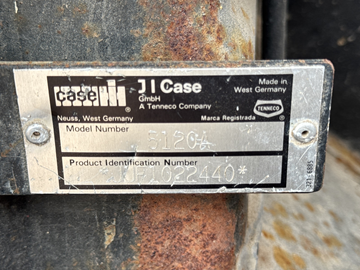 case IH
J I Case
GmbH
A Tenneco Company
Made in
West Germany
TENNECO
Neuss, West Germany
Marca Registrada
Model Number
5120A
Product Identification Number